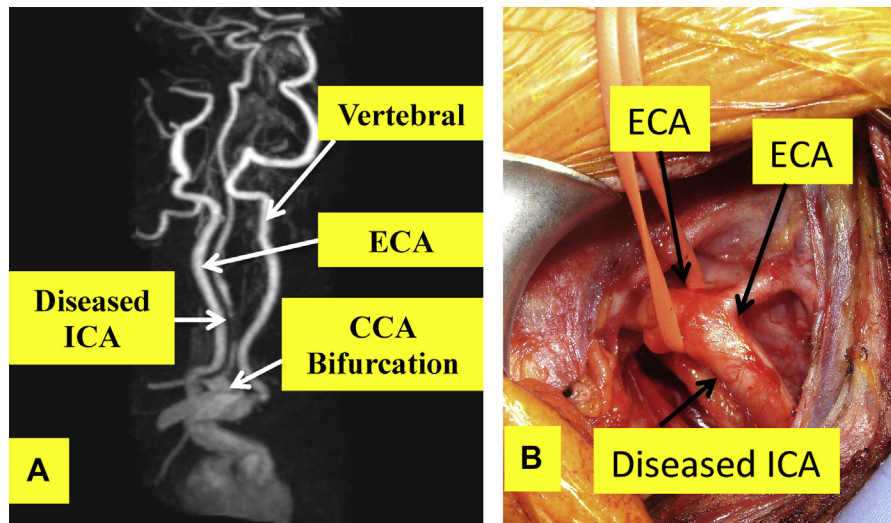 Vertebral
ECA
Diseased
ICA
CCA
Bifurcation
A
ECA
ECA
Diseased ICA
B